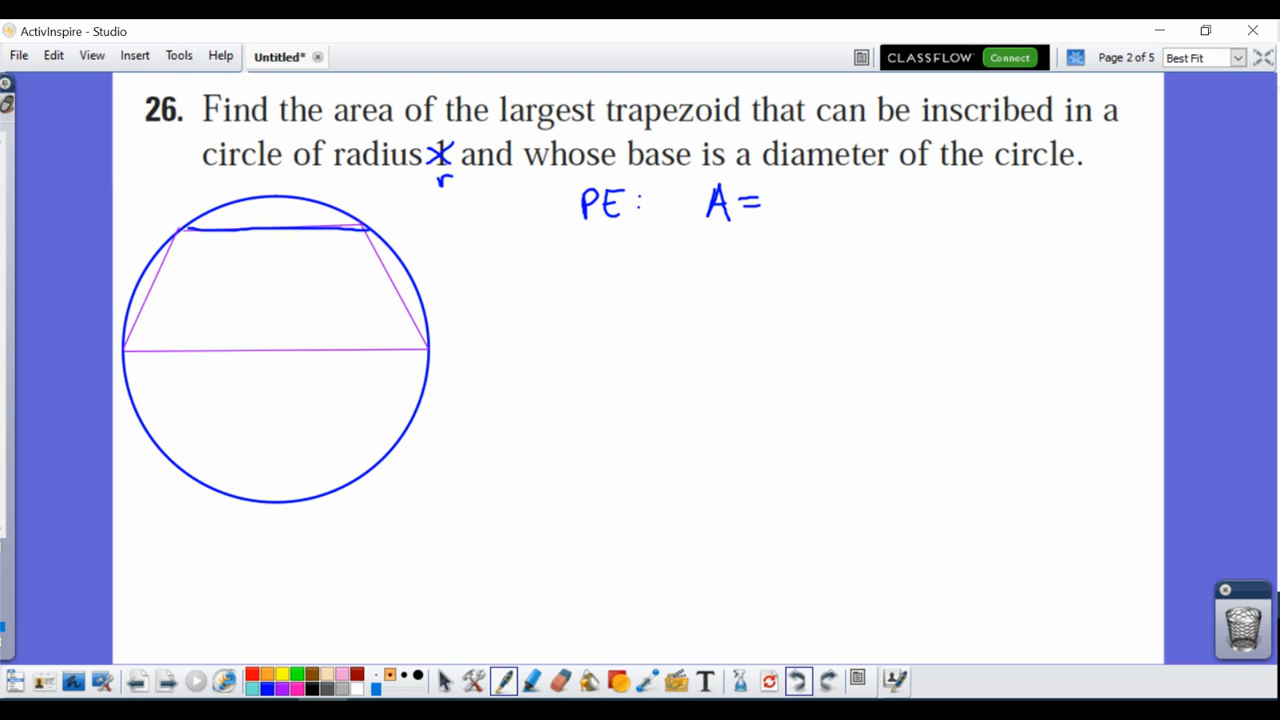 ActivInspire - Studio
File Edit View Insert Tools Help Untitled* CLASSFLOW Connect Page 2 of 5 Best Fit
26. Find the area of the largest trapezoid that can be inscribed in a
circle of radius 1 and whose base is a diameter of the circle.
r
PE: A=
T